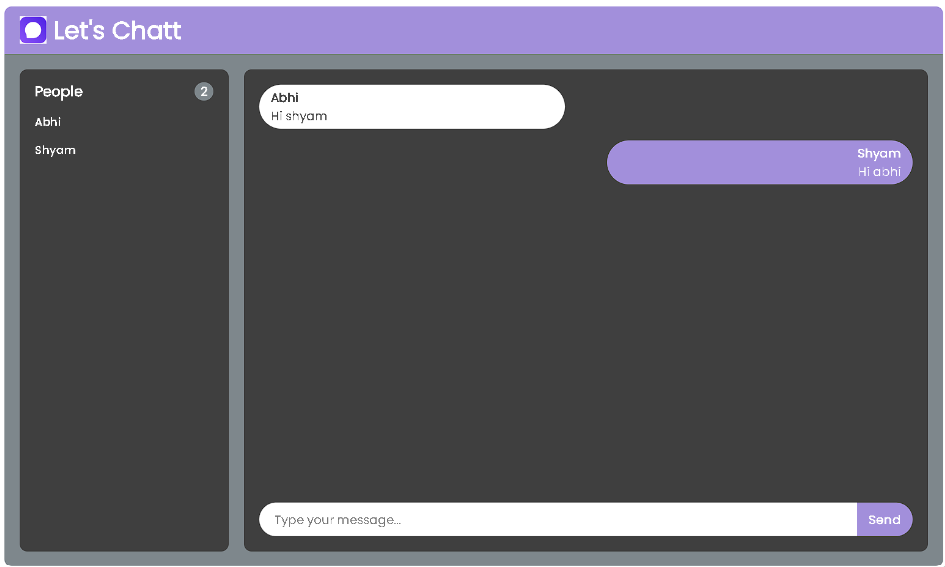 Let's Chatt
People 2
Abhi
Shyam
Abhi
Hi shyam
Shyam
Hi abhi
Type your message...
Send